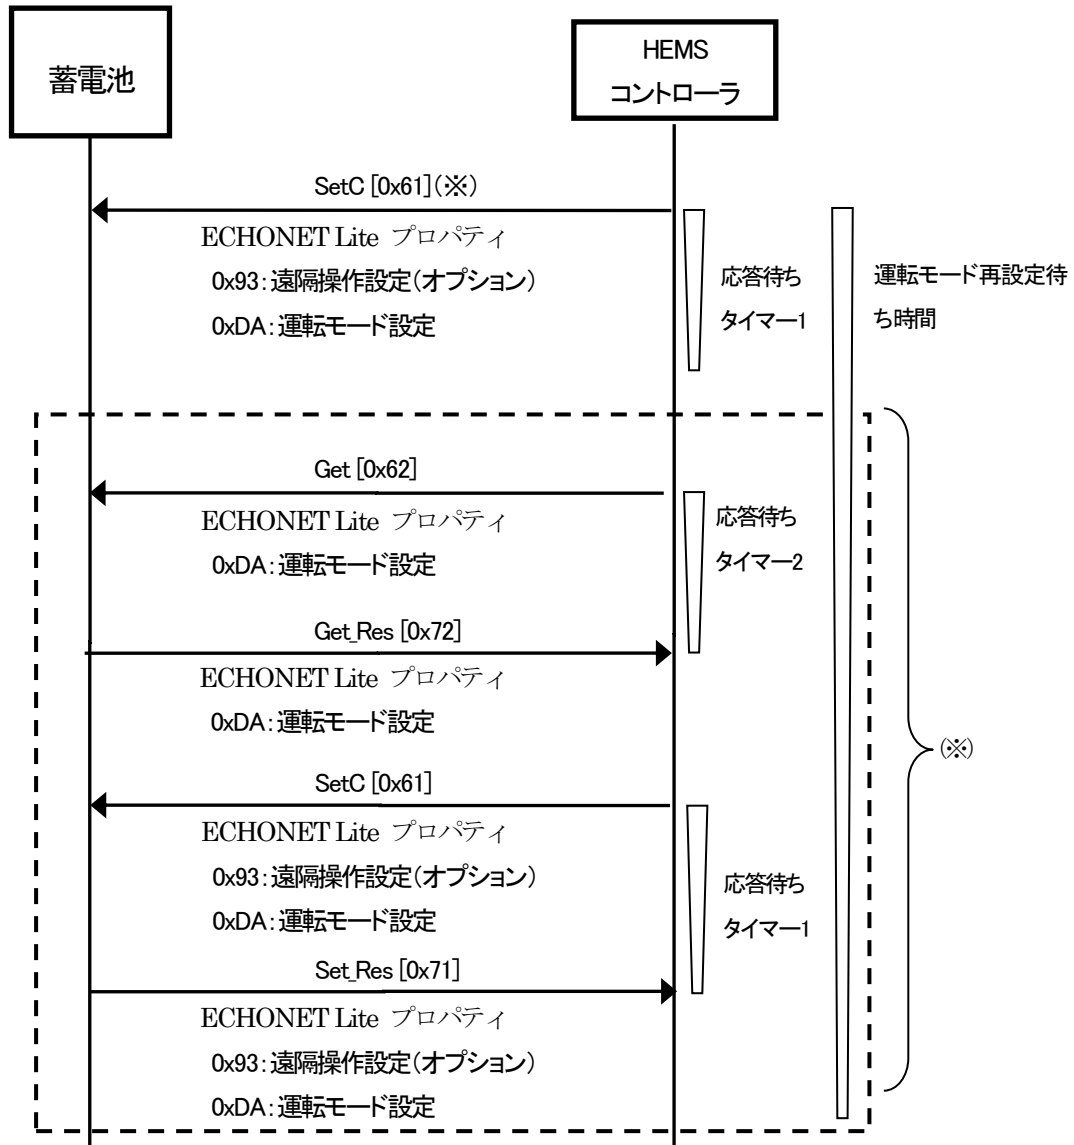 蓄電池
HEMS
コントローラ
SetC [0x61](※)
ECHONET Lite プロパティ
0x93:遠隔操作設定(オプション)
0xDA:運転モード設定
応答待ち
タイマー1
運転モード再設定待
ち時間
Get [0x62]
ECHONET Lite プロパティ
0xDA:運転モード設定
応答待ち
タイマー2
Get_Res [0x72]
ECHONET Lite プロパティ
0xDA:運転モード設定
(※)
SetC [0x61]
ECHONET Lite プロパティ
0x93:遠隔操作設定(オプション)
0xDA:運転モード設定
応答待ち
タイマー1
Set_Res [0x71]
ECHONET Lite プロパティ
0x93:遠隔操作設定(オプション)
0xDA:運転モード設定